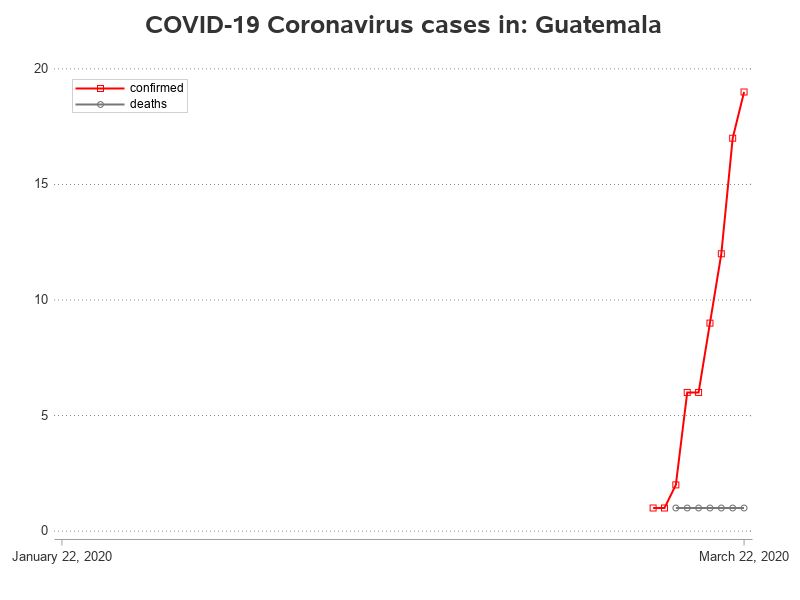 COVID-19 Coronavirus cases in: Guatemala
20
confirmed
deaths
15
10
5
0
January 22, 2020
March 22, 2020